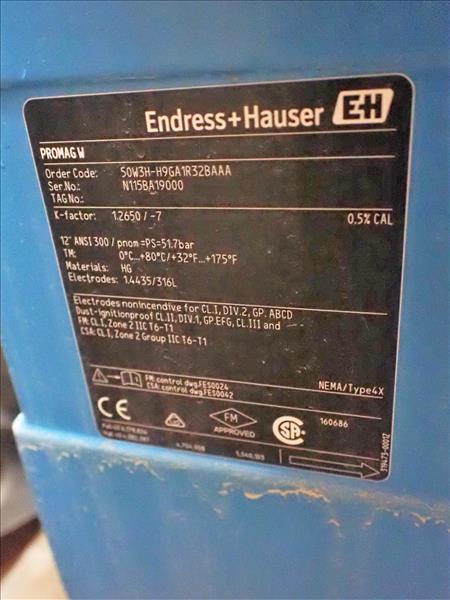 Endress+Hauser EH
PROMAG W
Order Code: 50W3H-H9GA1R32BAAA
Ser.No.: N115BA19000
TAG No.:
K-factor: 1.2650 / -7 0.5% CAL
12" ANSI 300 / pnom =PS=51.7bar
TM: 0°C...+80°C/+32°F...+175°F
Materials: HG
Electrodes: 1.4435/316L
Electrodes nonincendive for CL.I, DIV.2, GP. ABCD
Dust-ignitionproof CL.II, DIV.1, GP.EFG, CL.III and
FM: CL.I, Zone 2 IIC T6-T1
CSA: CL.I, Zone 2 Group IIC T6-T1
FM: control dwg.FES0024
CSA: control dwg.FES0042
NEMA/Type4X
CE
FM
APPROVED
SA
160686
319473-00012